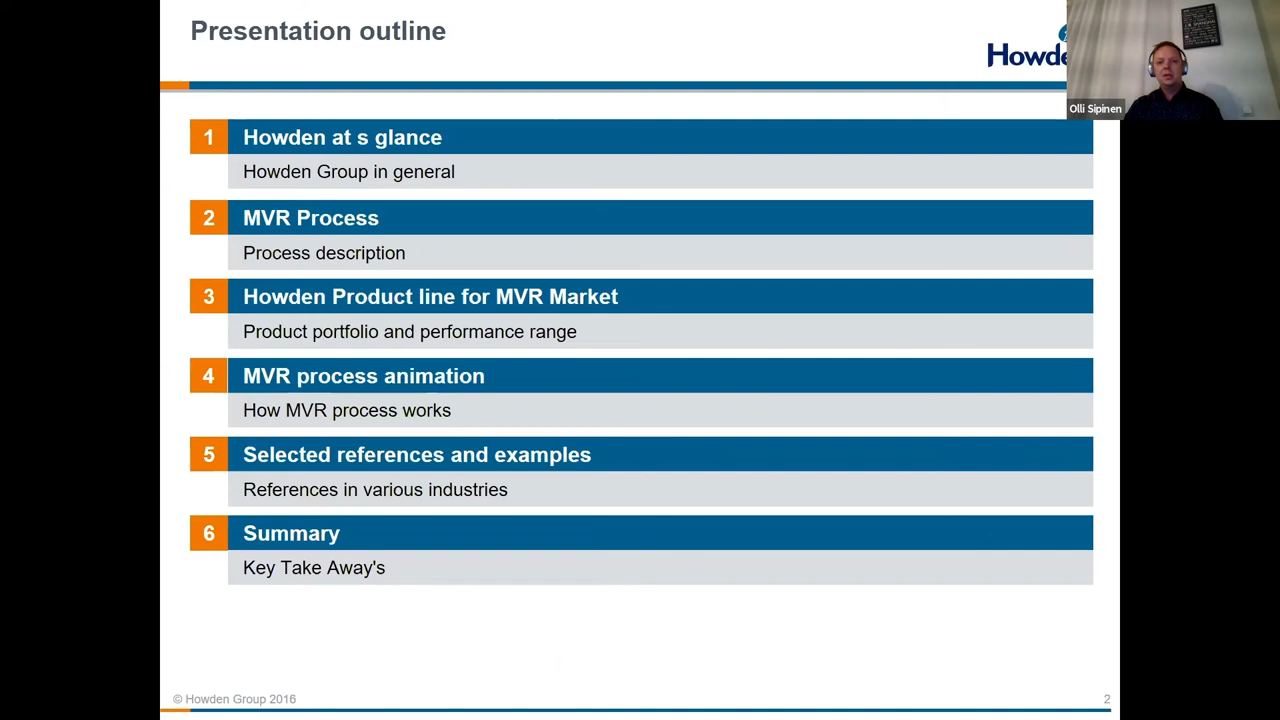 Presentation outline
Howde
Olli Sipinen
1 Howden at s glance
Howden Group in general
2 MVR Process
Process description
3 Howden Product line for MVR Market
Product portfolio and performance range
4 MVR process animation
How MVR process works
5 Selected references and examples
References in various industries
6 Summary
Key Take Away's
© Howden Group 2016
2